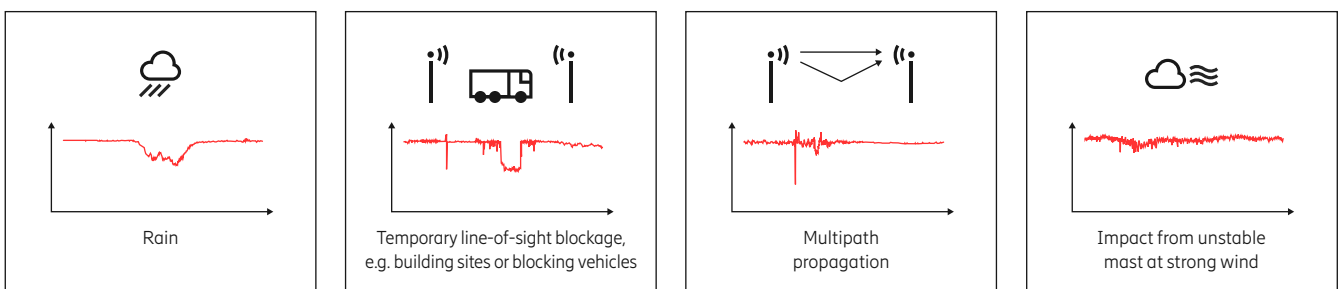 Rain
Temporary line-of-sight blockage,
e.g. building sites or blocking vehicles
Multipath
propagation
Impact from unstable
mast at strong wind